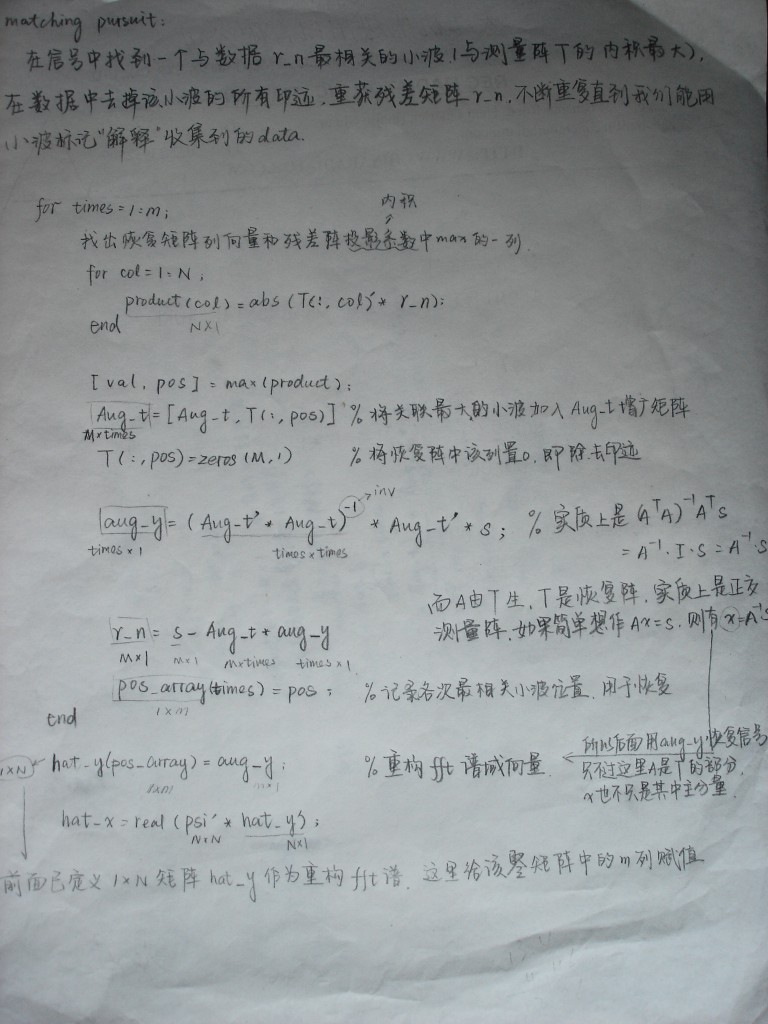 matching pursuit:
在信号中找到一个与数据 r_n 最相关的小波(与测量阵T的内积最大),
在数据中去掉该小波的所有印迹,重获残差矩阵 r_n,不断重复直到我们能用
小波标记"解释"收集到的data.
for times=1:m;
内积
找出恢复矩阵列向量和残差阵投影系数中max的一列
for col=1:N;
product(col)=abs(T(:,col)'* r_n);
end
N×1
[val, pos] = max(product);
Aug_t=[Aug_t, T(:,pos)] % 将关联最大的小波加入 Aug_t 增广矩阵
M×times
T(:,pos)=zeros(M,1) % 将恢复阵中该列置0,即除去印迹
aug_y=(Aug_t'* Aug_t)^-1 * Aug_t'* s; % 实质上是 (AᵀA)⁻¹Aᵀs
→inv
times×1 times×times = A⁻¹·I·s = A⁻¹·s
而A由T生,T是恢复阵,实质上是正交
r_n = s - Aug_t * aug_y 测量阵,如果简单想作 Ax=s,则有 x=A⁻¹s
M×1 M×1 M×times times×1
pos_array(times) = pos; %记录各次最相关小波位置,用于恢复
1×m
end
1×N hat_y(pos_array) = aug_y; %重构fft谱域向量 ← 所以后面用aug_y恢复信号
1×m m×1 只不过这里A是T的部分,
x也不只是其中主分量.
hat_x=real(psi'* hat_y);
N×N N×1
前面已定义 1×N 矩阵 hat_y 作为重构fft谱,这里给该整矩阵中的m列赋值